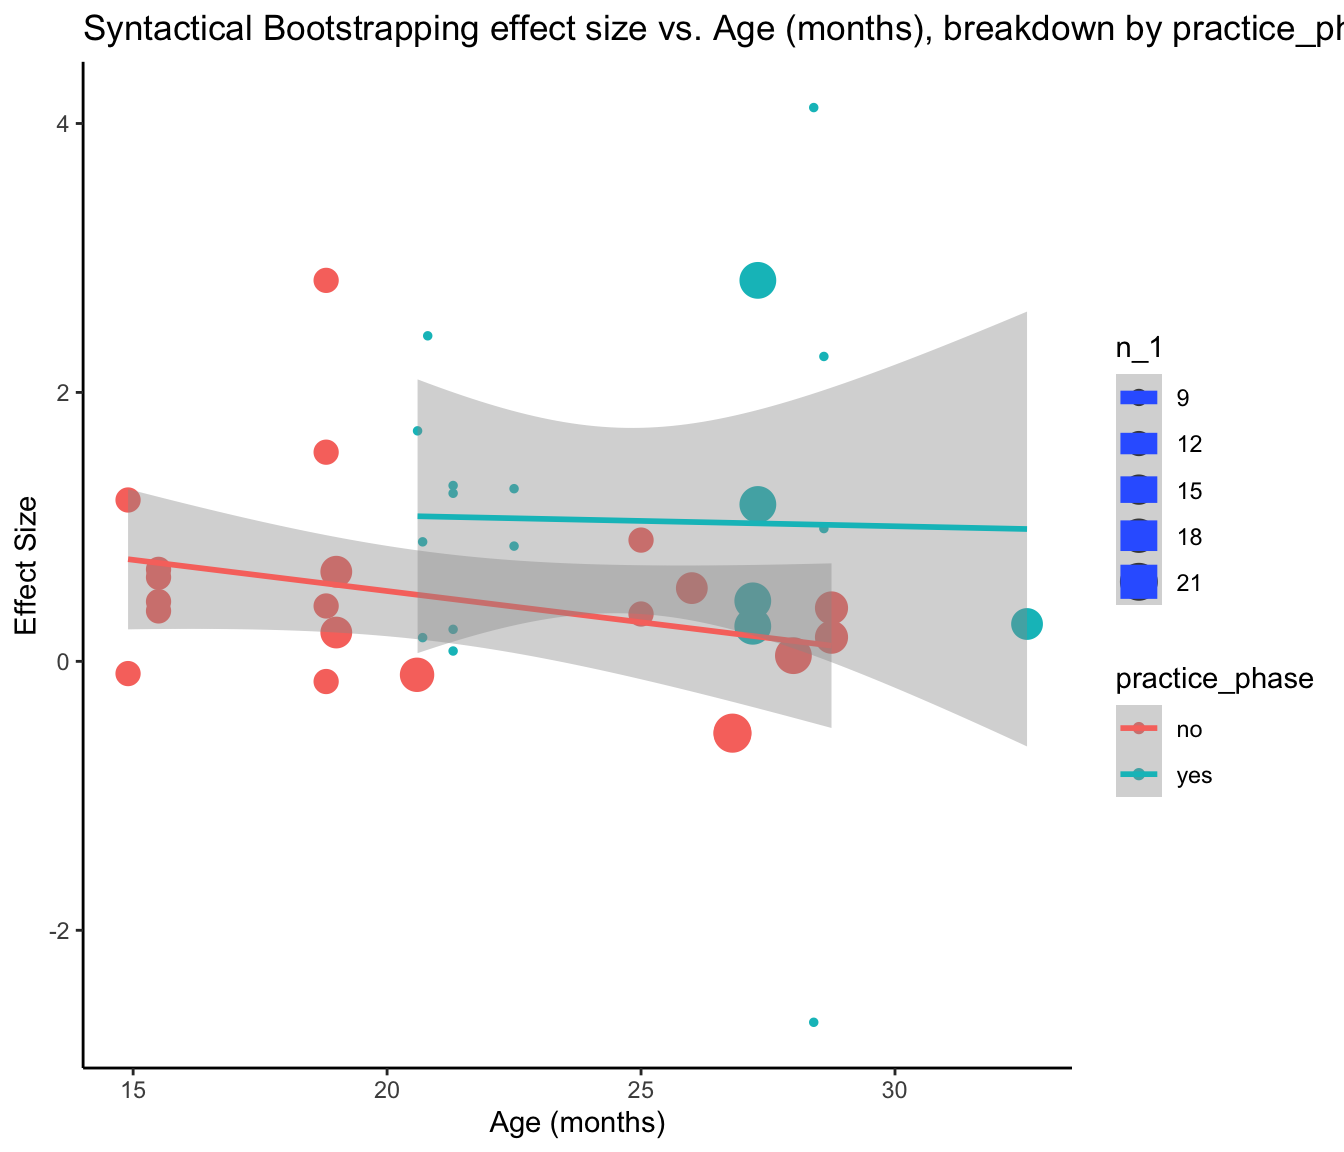 Syntactical Bootstrapping effect size vs. Age (months), breakdown by practice_ph
4
2
0
-2
Effect Size
15 20 25 30
Age (months)
n_1
9
12
15
18
21
practice_phase
no
yes